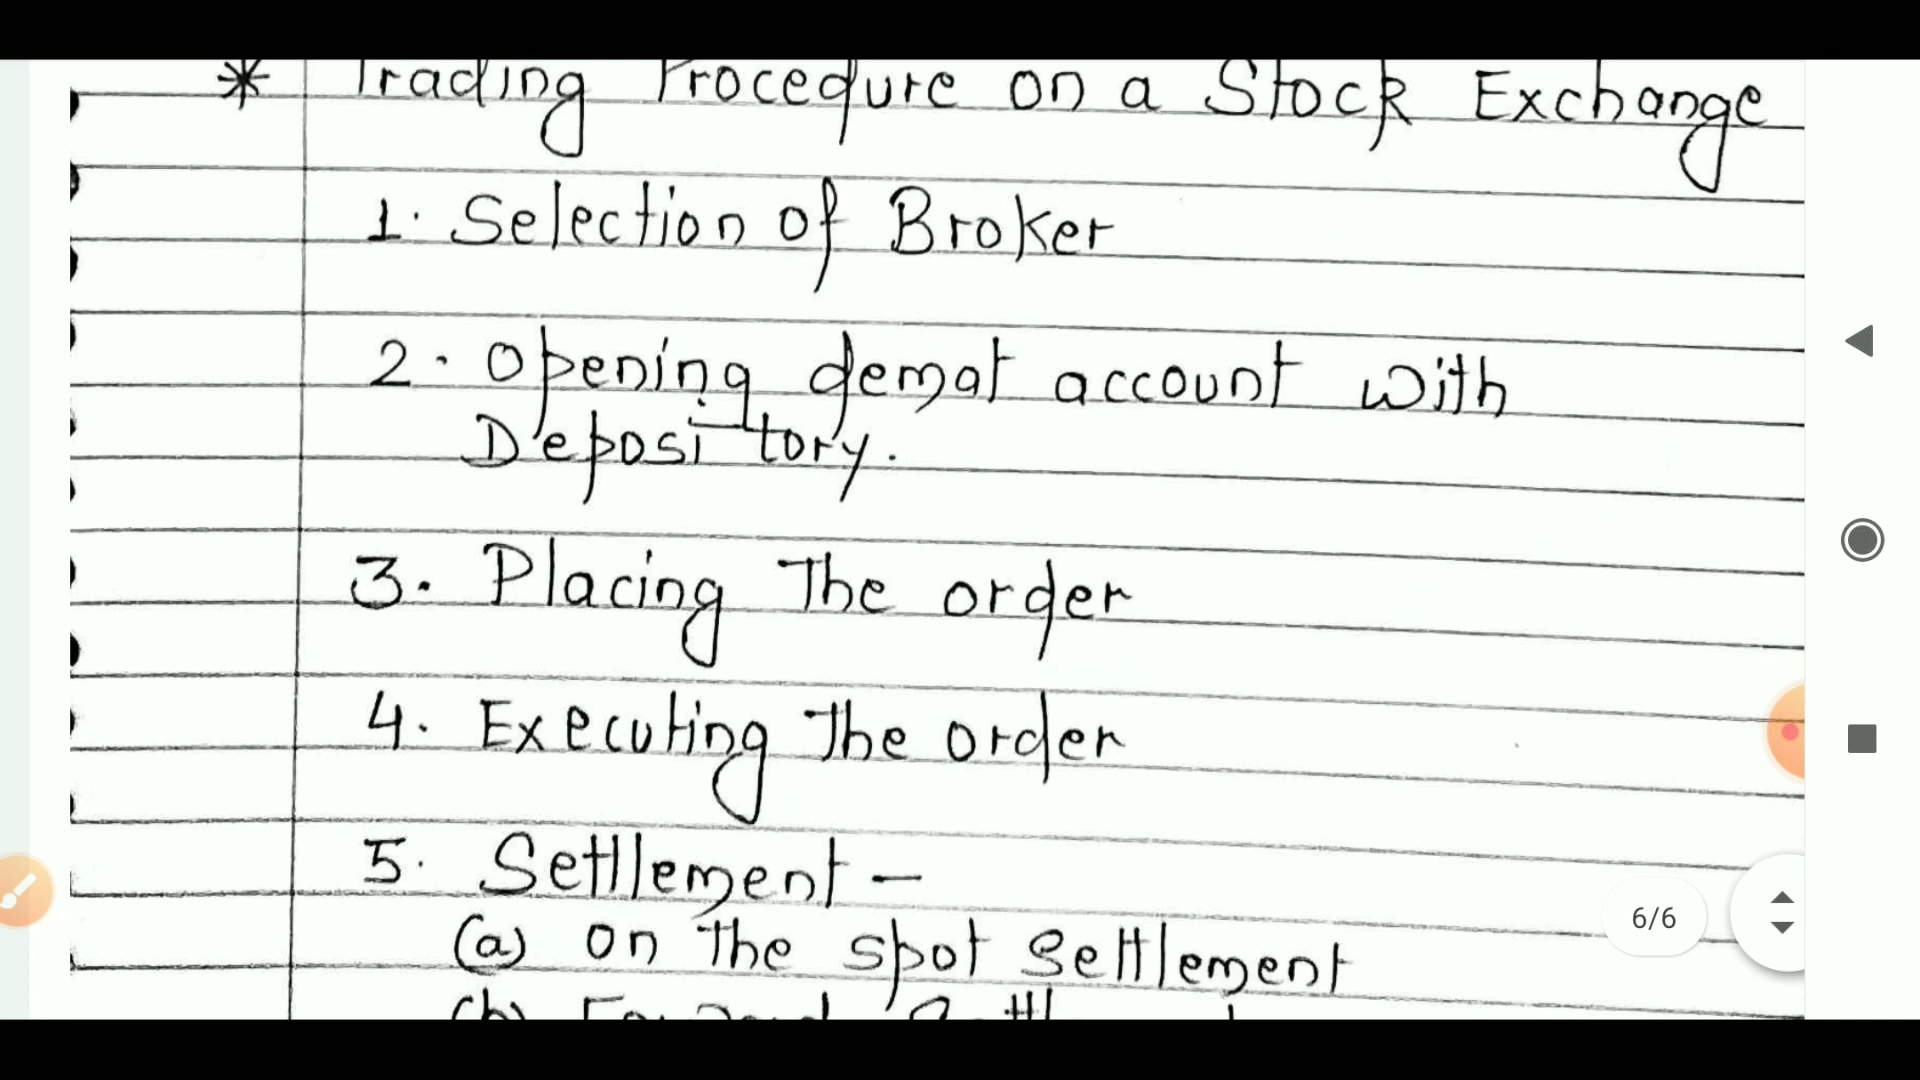 * Trading Procedure on a Stock Exchange
1. Selection of Broker
2. Opening demat account with
Depository.
3. Placing The order
4. Executing The order
5. Settlement -
(a) on The spot Settlement
(b)
6/6